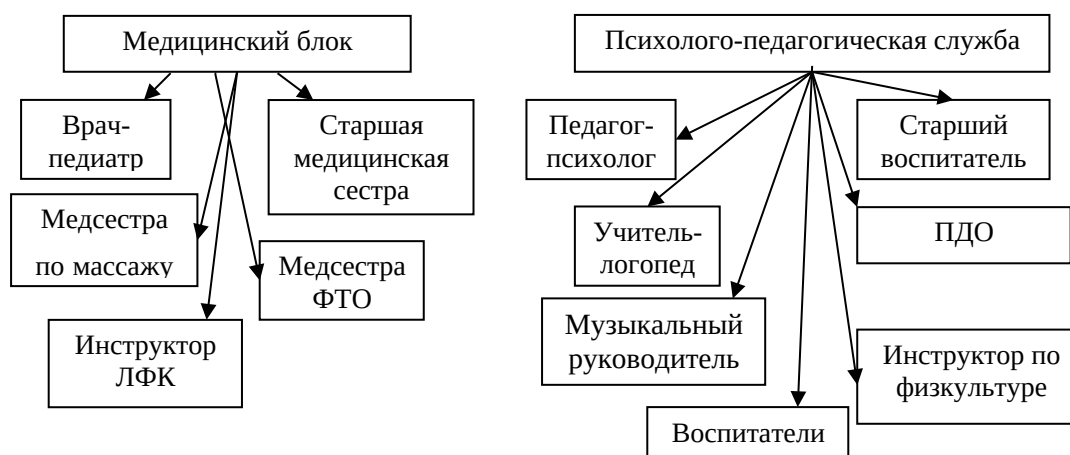 Медицинский блок
Врач-
педиатр
Старшая
медицинская
сестра
Медсестра
по массажу
Медсестра
ФТО
Инструктор
ЛФК
Психолого-педагогическая служба
Педагог-
психолог
Старший
воспитатель
Учитель-
логопед
ПДО
Музыкальный
руководитель
Инструктор по
физкультуре
Воспитатели